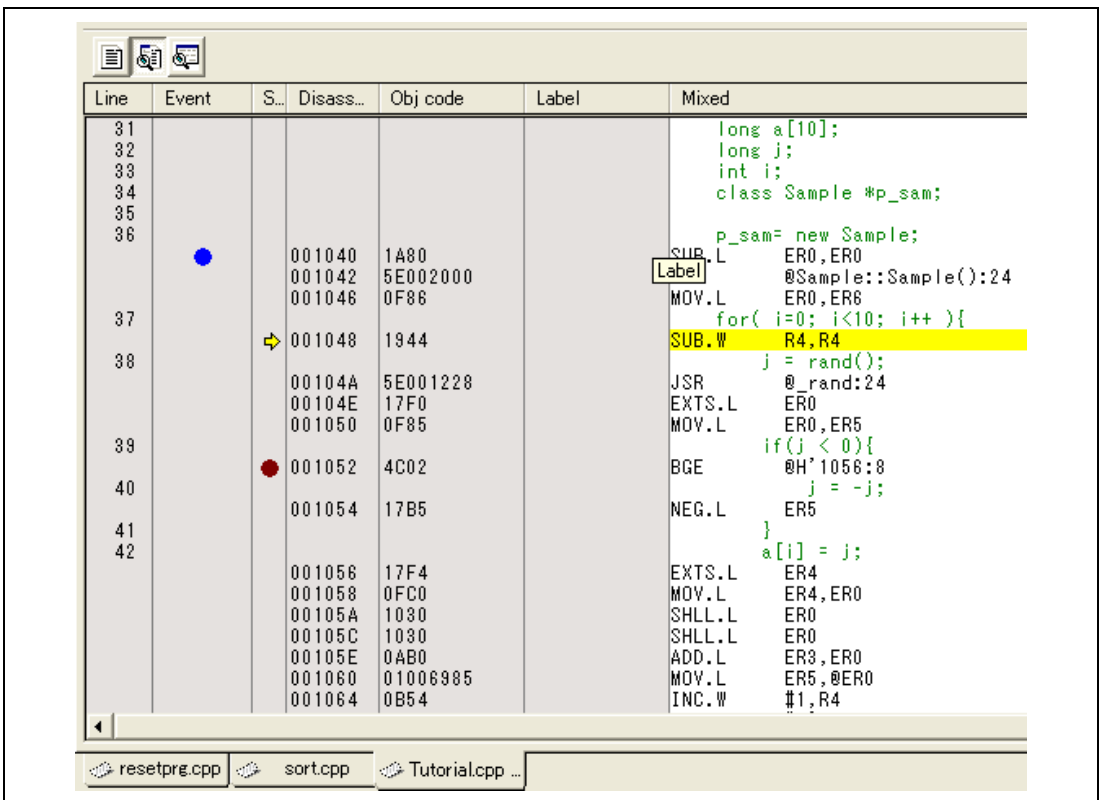 Line Event S... Disass... Obj code Label Mixed
31 long a[10];
32 long j;
33 int i;
34 class Sample *p_sam;
35
36 p_sam= new Sample;
001040 1A80 SUB.L ER0,ER0
Label
001042 5E002000 @Sample::Sample():24
001046 0F86 MOV.L ER0,ER6
37 for( i=0; i<10; i++ ){
001048 1944 SUB.W R4,R4
38 j = rand();
00104A 5E001228 JSR @_rand:24
00104E 17F0 EXTS.L ER0
001050 0F85 MOV.L ER0,ER5
39 if(j < 0){
001052 4C02 BGE @H'1056:8
40 j = -j;
001054 17B5 NEG.L ER5
41 }
42 a[i] = j;
001056 17F4 EXTS.L ER4
001058 0FC0 MOV.L ER4,ER0
00105A 1030 SHLL.L ER0
00105C 1030 SHLL.L ER0
00105E 0AB0 ADD.L ER3,ER0
001060 01006985 MOV.L ER5,@ER0
001064 0B54 INC.W #1,R4
resetprg.cpp sort.cpp Tutorial.cpp ...